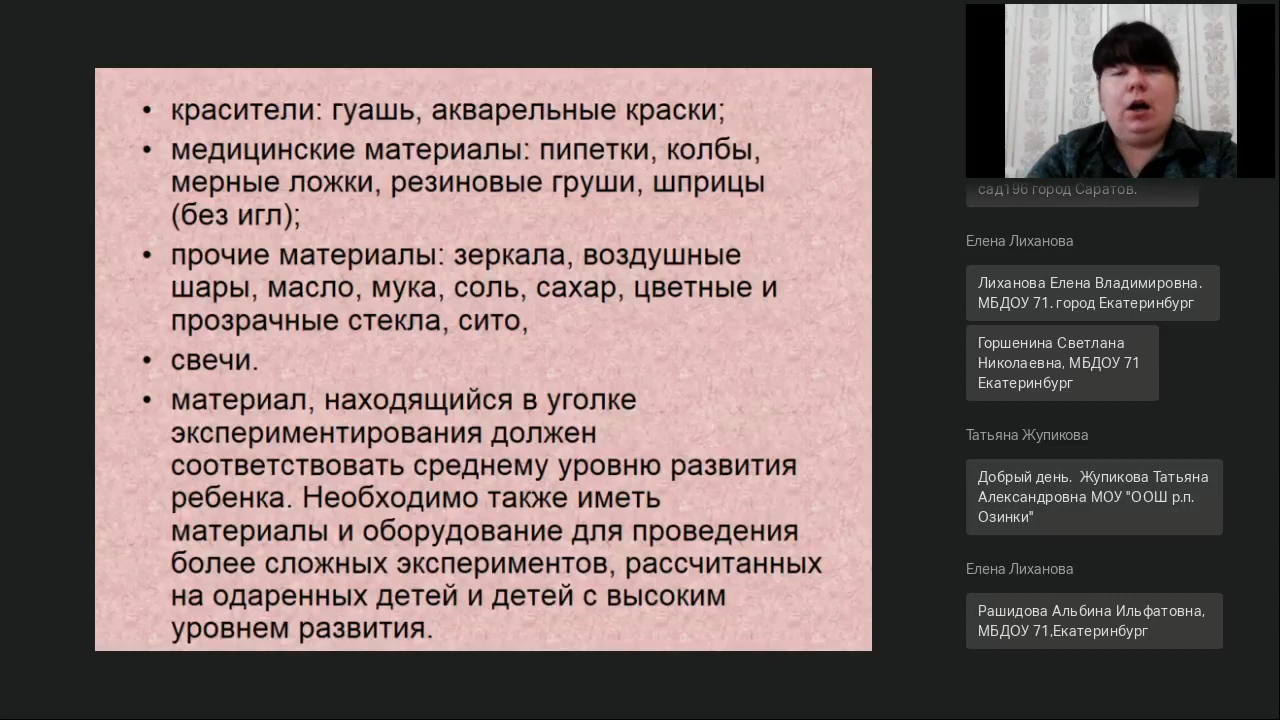 • красители: гуашь, акварельные краски;
• медицинские материалы: пипетки, колбы,
мерные ложки, резиновые груши, шприцы
(без игл);
• прочие материалы: зеркала, воздушные
шары, масло, мука, соль, сахар, цветные и
прозрачные стекла, сито,
• свечи.
• материал, находящийся в уголке
экспериментирования должен
соответствовать среднему уровню развития
ребенка. Необходимо также иметь
материалы и оборудование для проведения
более сложных экспериментов, рассчитанных
на одаренных детей и детей с высоким
уровнем развития.
сад196 город Саратов.
Елена Лиханова
Лиханова Елена Владимировна.
МБДОУ 71. город Екатеринбург
Горшенина Светлана
Николаевна, МБДОУ 71
Екатеринбург
Татьяна Жупикова
Добрый день.  Жупикова Татьяна
Александровна МОУ "ООШ р.п.
Озинки"
Елена Лиханова
Рашидова Альбина Ильфатовна,
МБДОУ 71,Екатеринбург